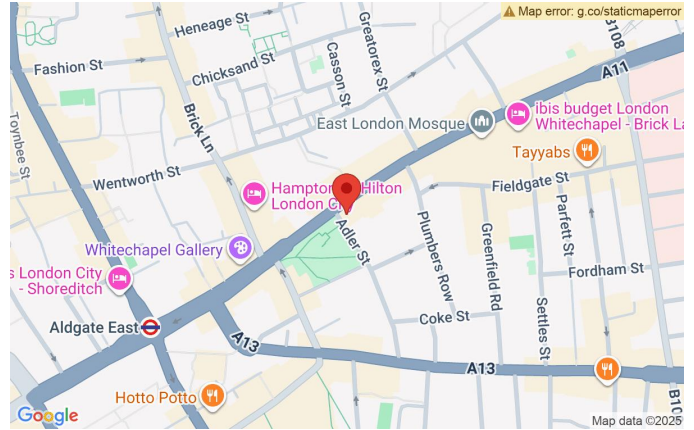 Map error: g.co/staticmaperror
Heneage St
Greatorex St
B108
A11
Fashion St
Chicksand St
Casson St
ibis budget London
Whitechapel - Brick La
East London Mosque
Toynbee St
Brick Ln
Tayyabs
Wentworth St
Hampton Hilton
London City
Fieldgate St
Parfett St
Plumbers Row
Greenfield Rd
Adler St
Whitechapel Gallery
s London City
- Shoreditch
Fordham St
Settles St
Coke St
Aldgate East
A13
A13
Hotto Potto
B10
Google
Map data ©2025